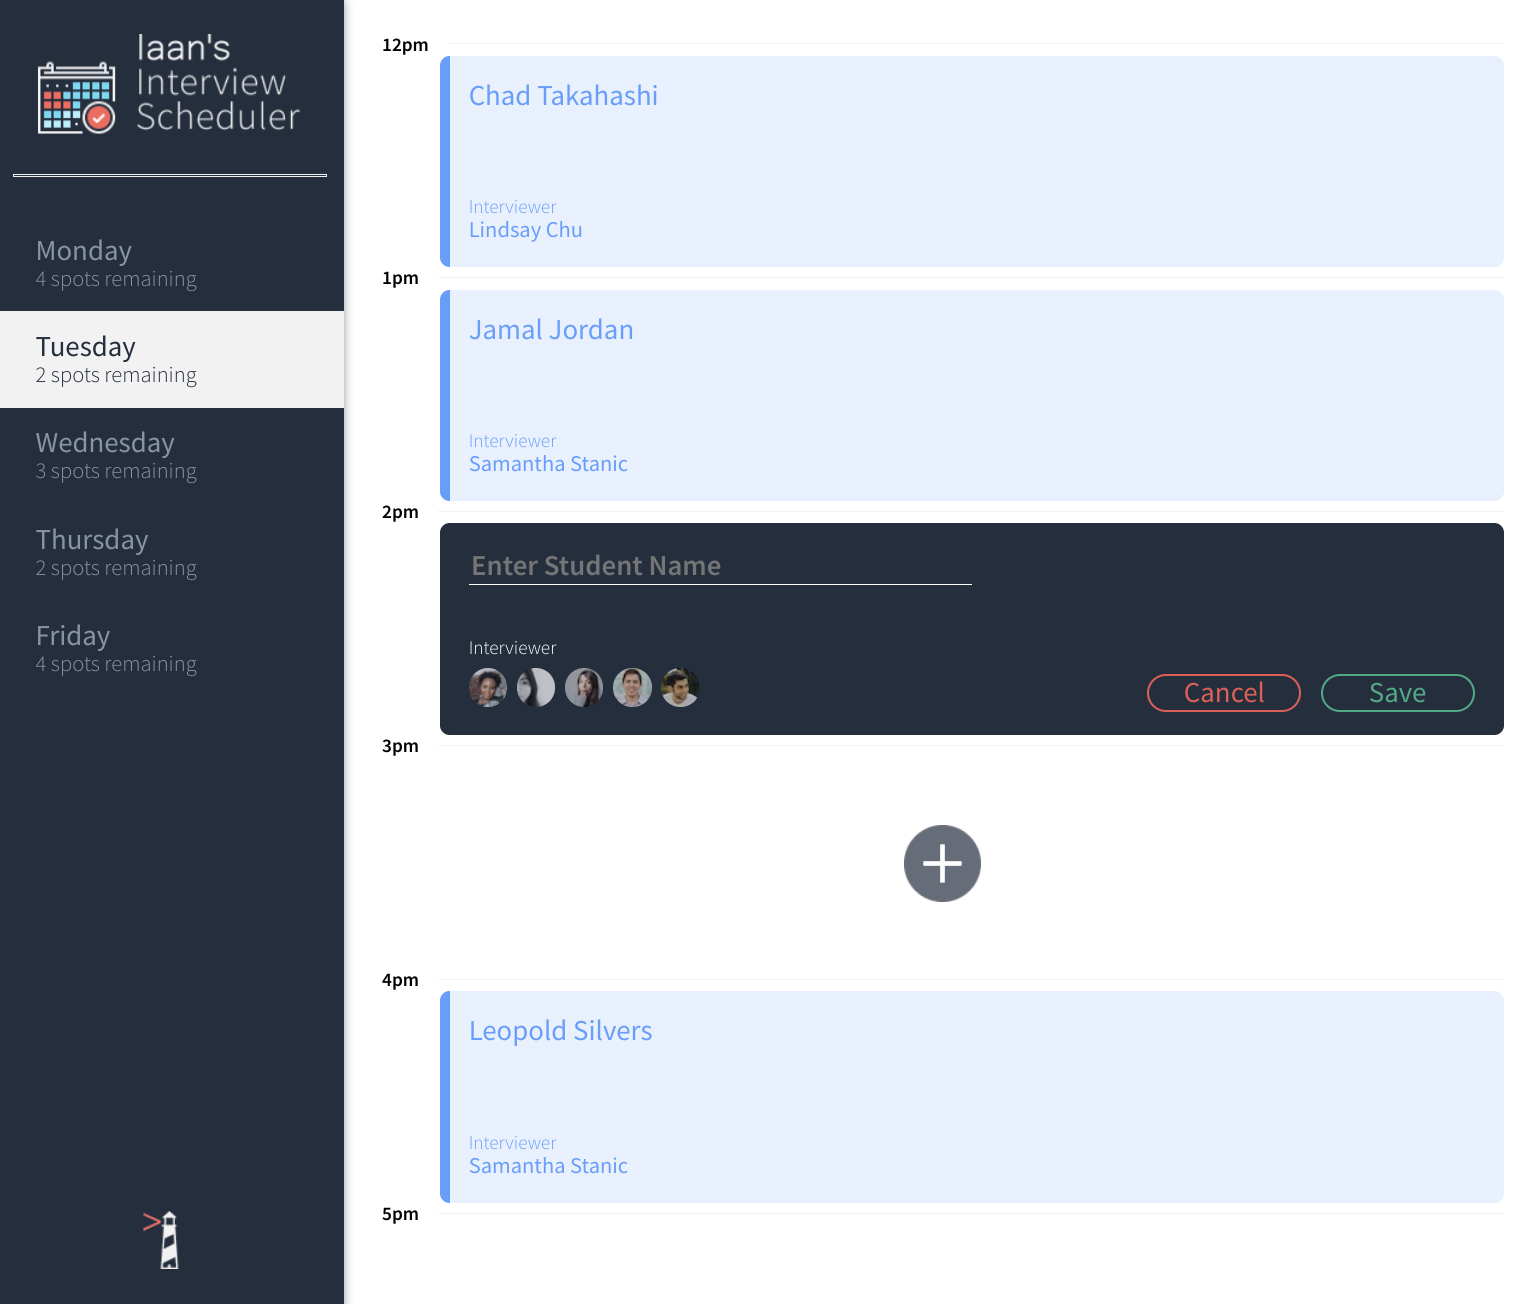 Iaan's
Interview
Scheduler
Monday
4 spots remaining
Tuesday
2 spots remaining
Wednesday
3 spots remaining
Thursday
2 spots remaining
Friday
4 spots remaining
12pm
Chad Takahashi
Interviewer
Lindsay Chu
1pm
Jamal Jordan
Interviewer
Samantha Stanic
2pm
Enter Student Name
Interviewer
Cancel
Save
3pm
4pm
Leopold Silvers
Interviewer
Samantha Stanic
5pm